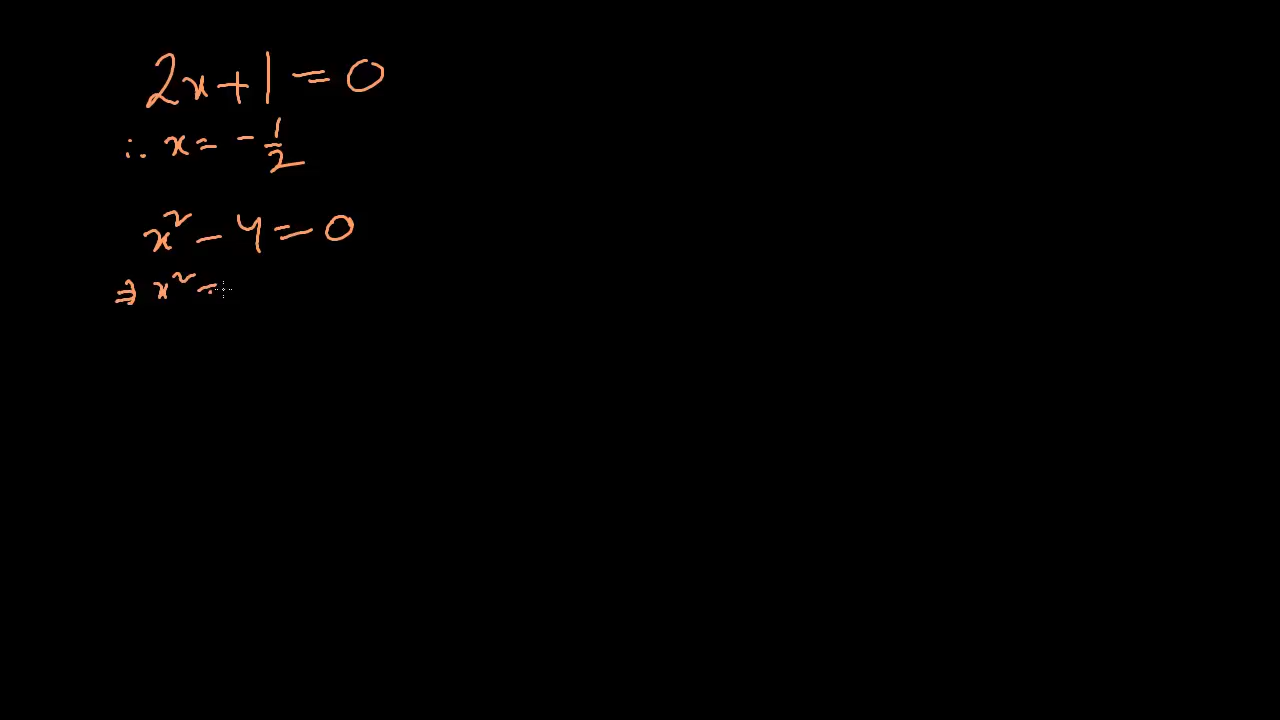 2x+1=0
∴ x= -1/2
x²-4=0
⇒ x² =